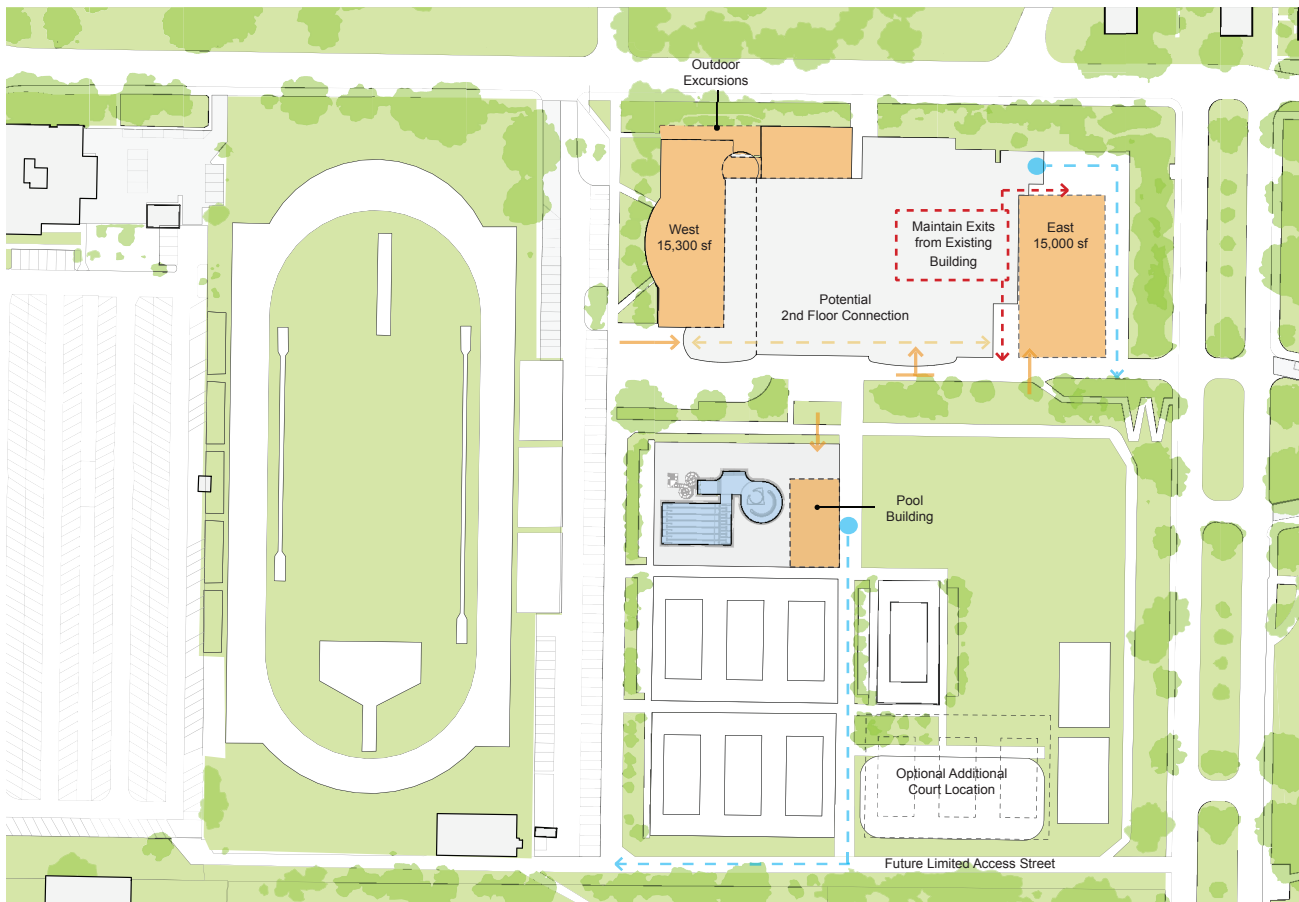 Outdoor
Excursions
West
15,300 sf
Maintain Exits
from Existing
Building
East
15,000 sf
Potential
2nd Floor Connection
Pool
Building
Optional Additional
Court Location
Future Limited Access Street